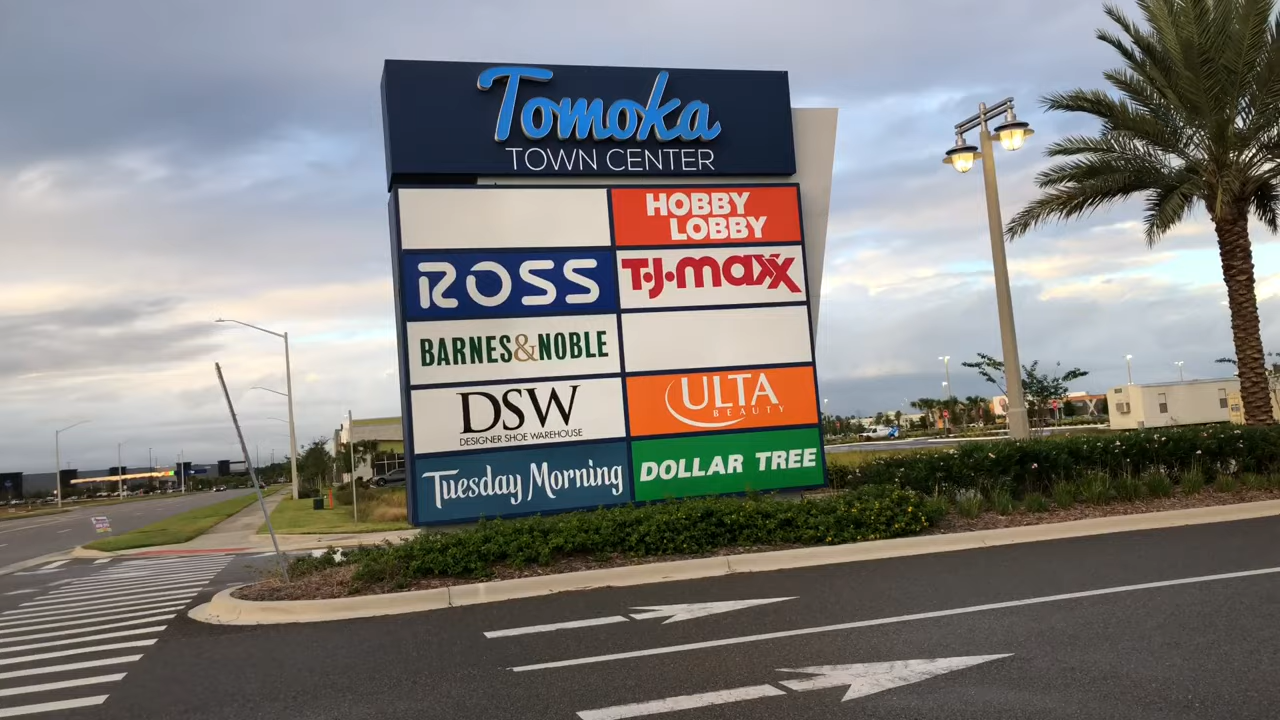 Tomoka
TOWN CENTER
HOBBY
LOBBY
ROSS
T·J·maxx
BARNES&NOBLE
DSW
DESIGNER SHOE WAREHOUSE
ULTA
BEAUTY
Tuesday Morning
DOLLAR TREE